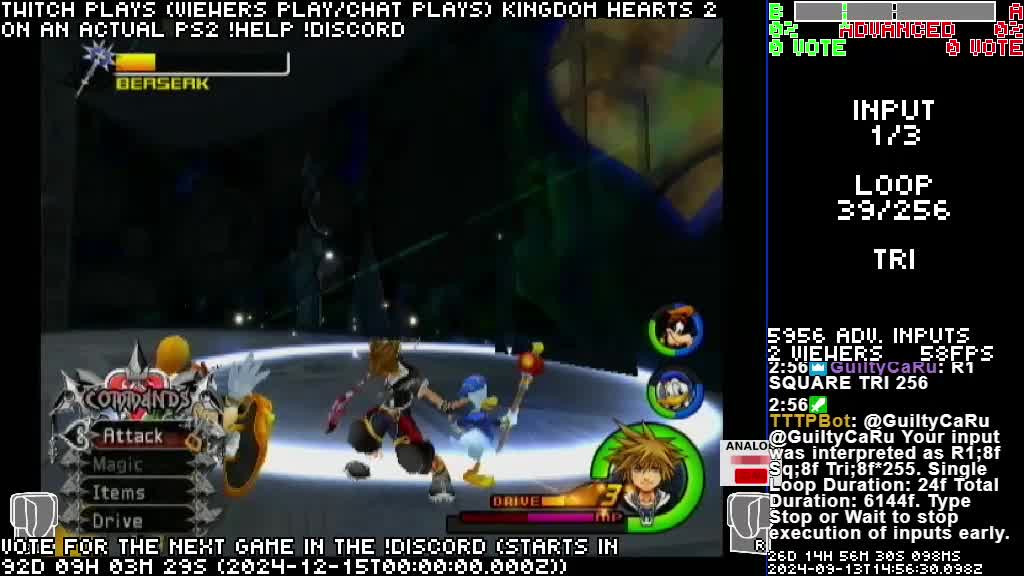 TWITCH PLAYS (VIEWERS PLAY/CHAT PLAYS) KINGDOM HEARTS 2
ON AN ACTUAL PS2 !HELP !DISCORD
BERSERK
COMMANDS
Attack
Magic
Items
Drive
DRIVE
3
MP
VOTE FOR THE NEXT GAME IN THE !DISCORD (STARTS IN
92D 09H 03M 29S (2024-12-15T00:00:00.000Z))
B A
0% ADVANCED 0%
0 VOTE 0 VOTE
INPUT
1/3
LOOP
39/256
TRI
5956 ADV. INPUTS
2 VIEWERS 58FPS
2:56 GuiltyCaRu: R1
SQUARE TRI 256
2:56
TTTPBot: @GuiltyCaRu
@GuiltyCaRu Your input
was interpreted as R1;8f
Sq;8f Tri;8f*255. Single
Loop Duration: 24f Total
Duration: 6144f. Type
Stop or Wait to stop
execution of inputs early.
ANALO
R
26D 14H 56M 30S 098MS
2024-09-13T14:56:30.098Z